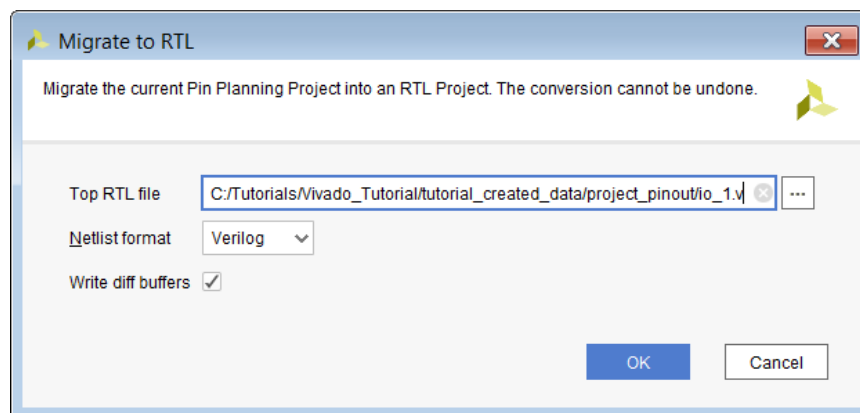 Migrate to RTL
Migrate the current Pin Planning Project into an RTL Project. The conversion cannot be undone.
Top RTL file C:/Tutorials/Vivado_Tutorial/tutorial_created_data/project_pinout/io_1.v ...
Netlist format Verilog
Write diff buffers
OK Cancel